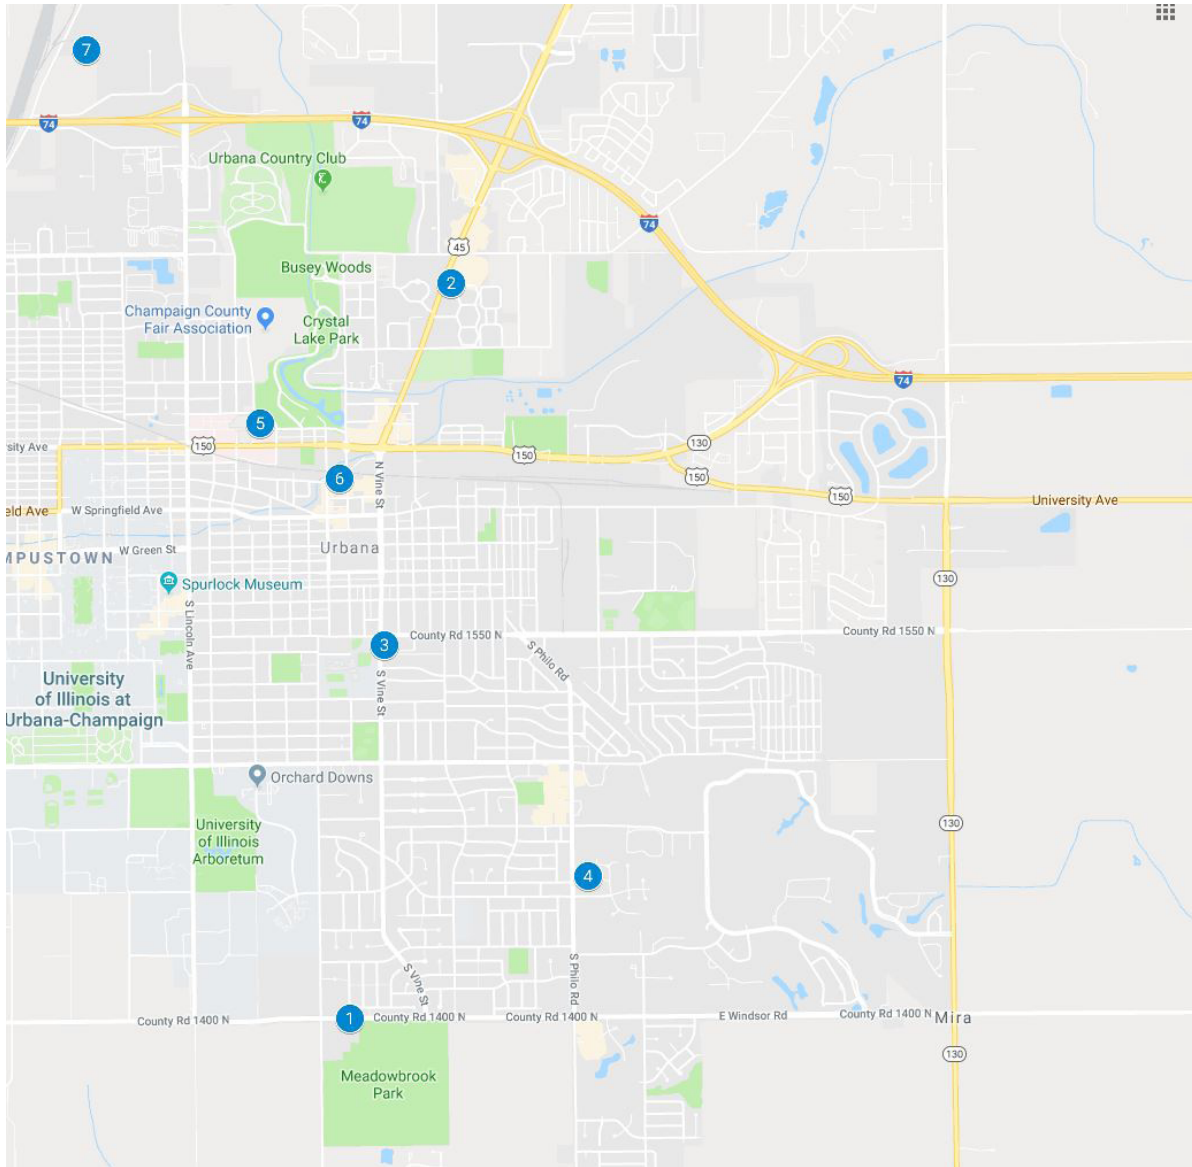 7
74
74
Urbana Country Club
74
45
Busey Woods
2
Champaign County
Fair Association
Crystal
Lake Park
74
5
sity Ave
150
150
130
150
150
University Ave
6
N Vine St
eld Ave
W Springfield Ave
MPUSTOWN
W Green St
Urbana
Spurlock Museum
130
S Lincoln Ave
3
County Rd 1550 N
S Philo Rd
County Rd 1550 N
University
of Illinois at
Urbana-Champaign
S Vine St
Orchard Downs
University
of Illinois
Arboretum
130
4
S Vine St
S Philo Rd
County Rd 1400 N
1
County Rd 1400 N
County Rd 1400 N
E Windsor Rd
County Rd 1400 N
Mira
130
Meadowbrook
Park